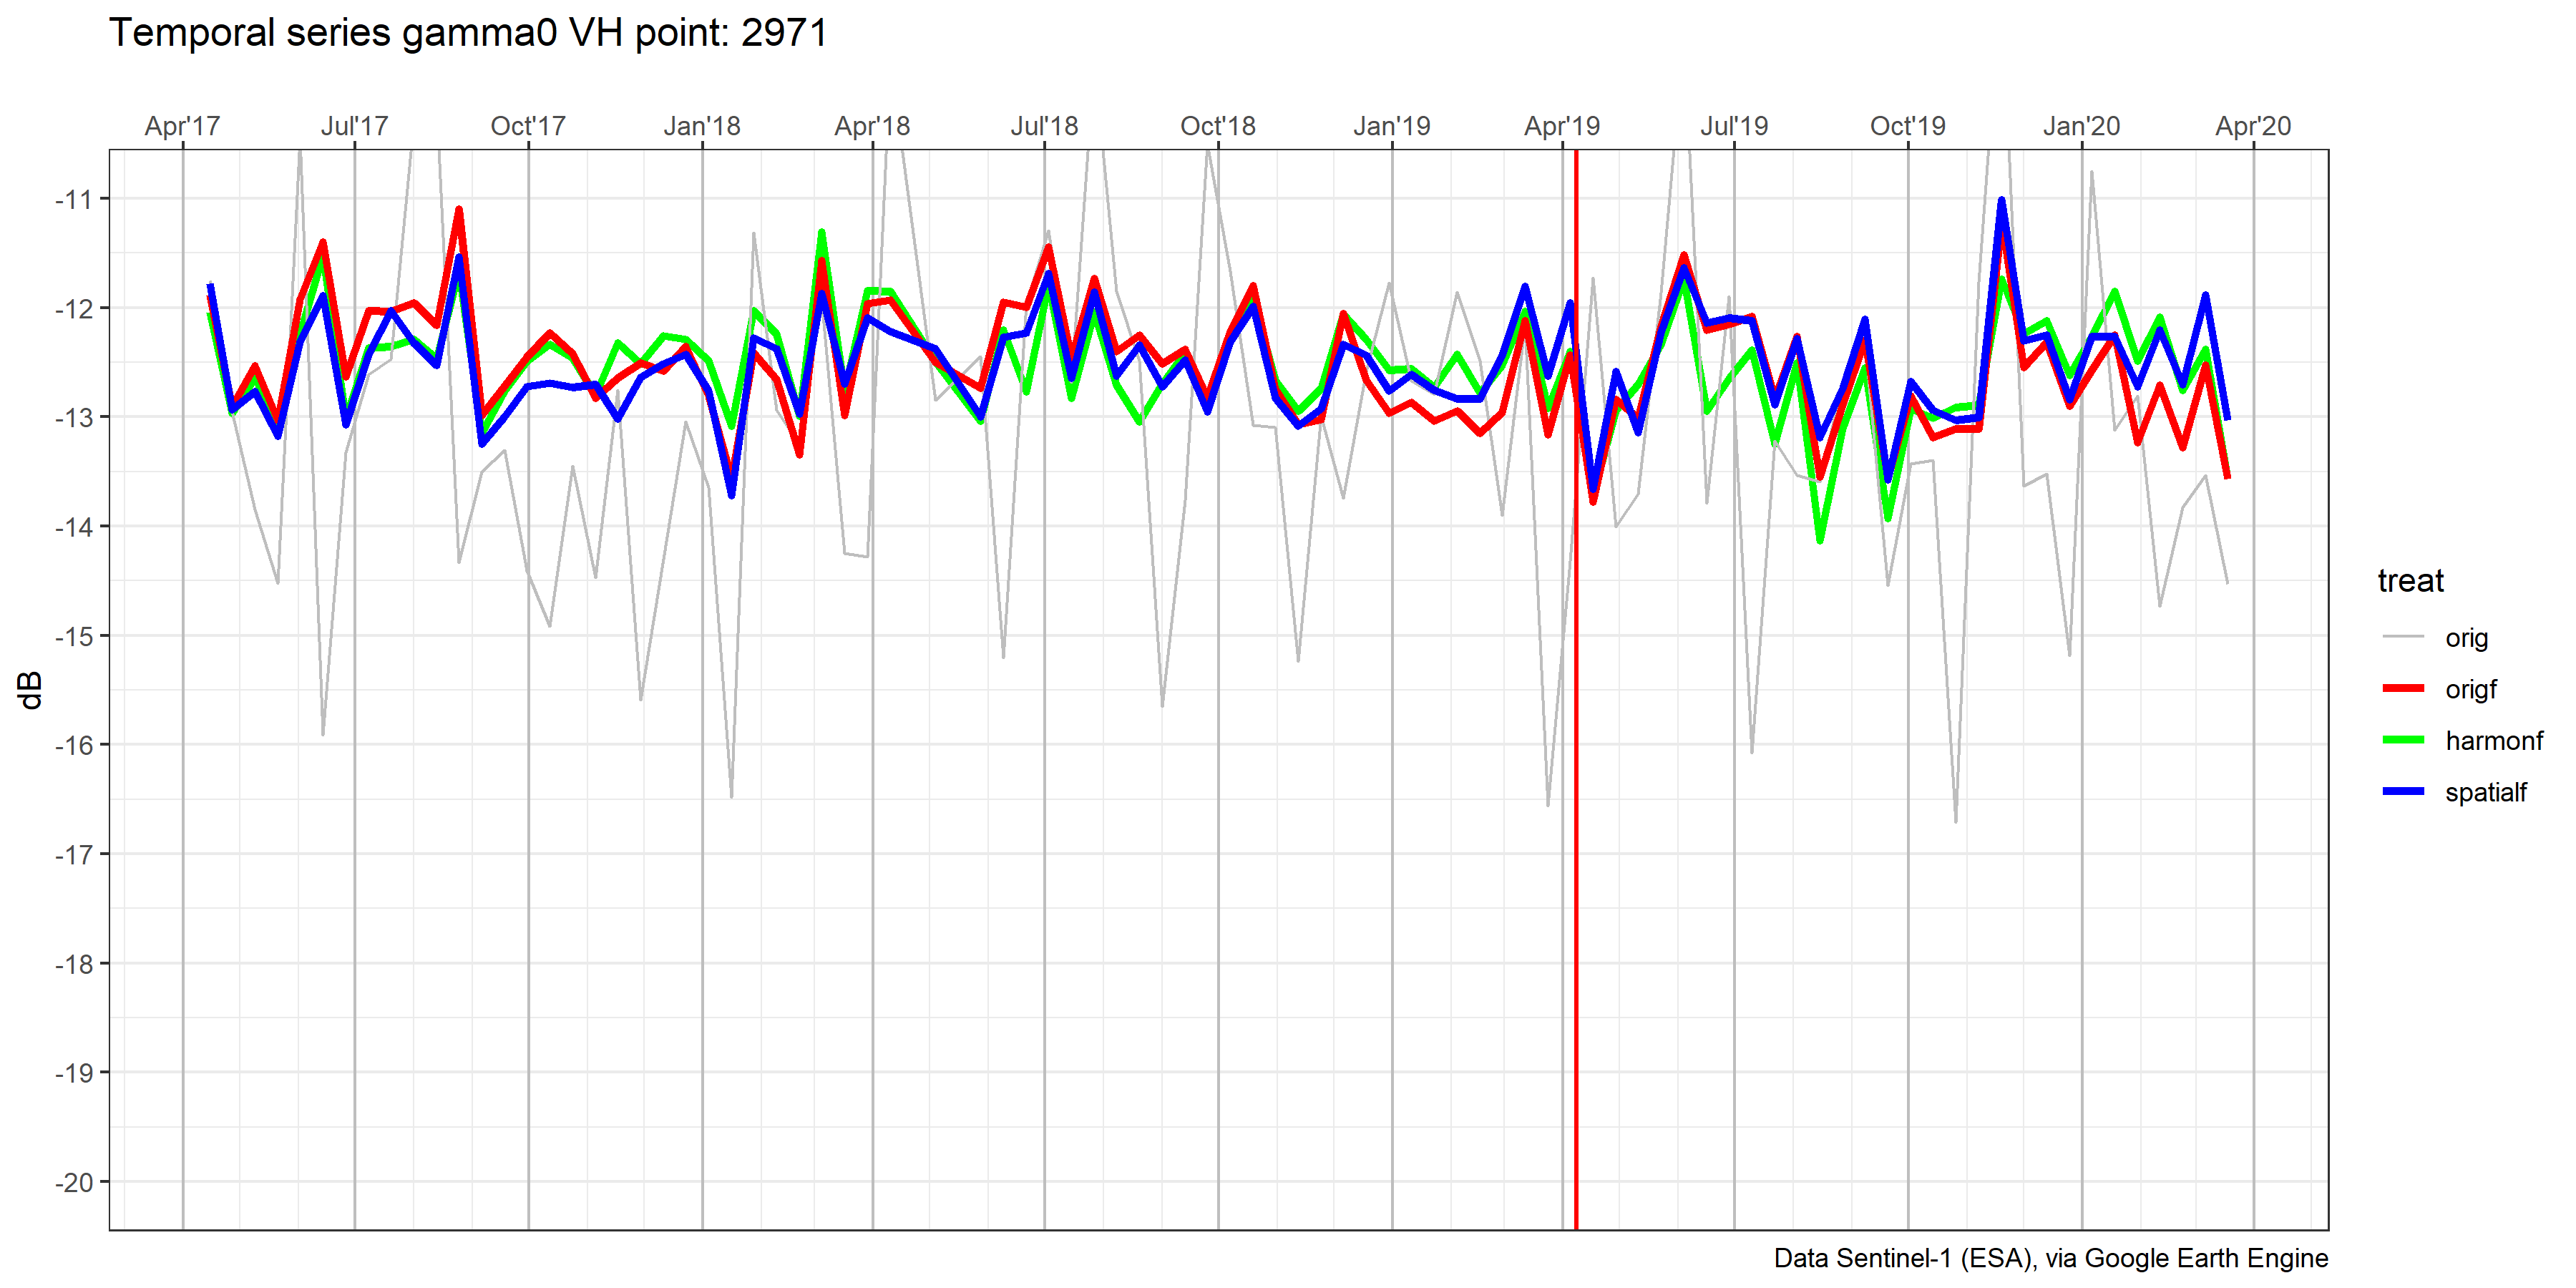 Temporal series gamma0 VH point: 2971
Apr'17 Jul'17 Oct'17 Jan'18 Apr'18 Jul'18 Oct'18 Jan'19 Apr'19 Jul'19 Oct'19 Jan'20 Apr'20
-11
-12
-13
-14
-15
-16
-17
-18
-19
-20
dB
treat
orig
origf
harmonf
spatialf
Data Sentinel-1 (ESA), via Google Earth Engine